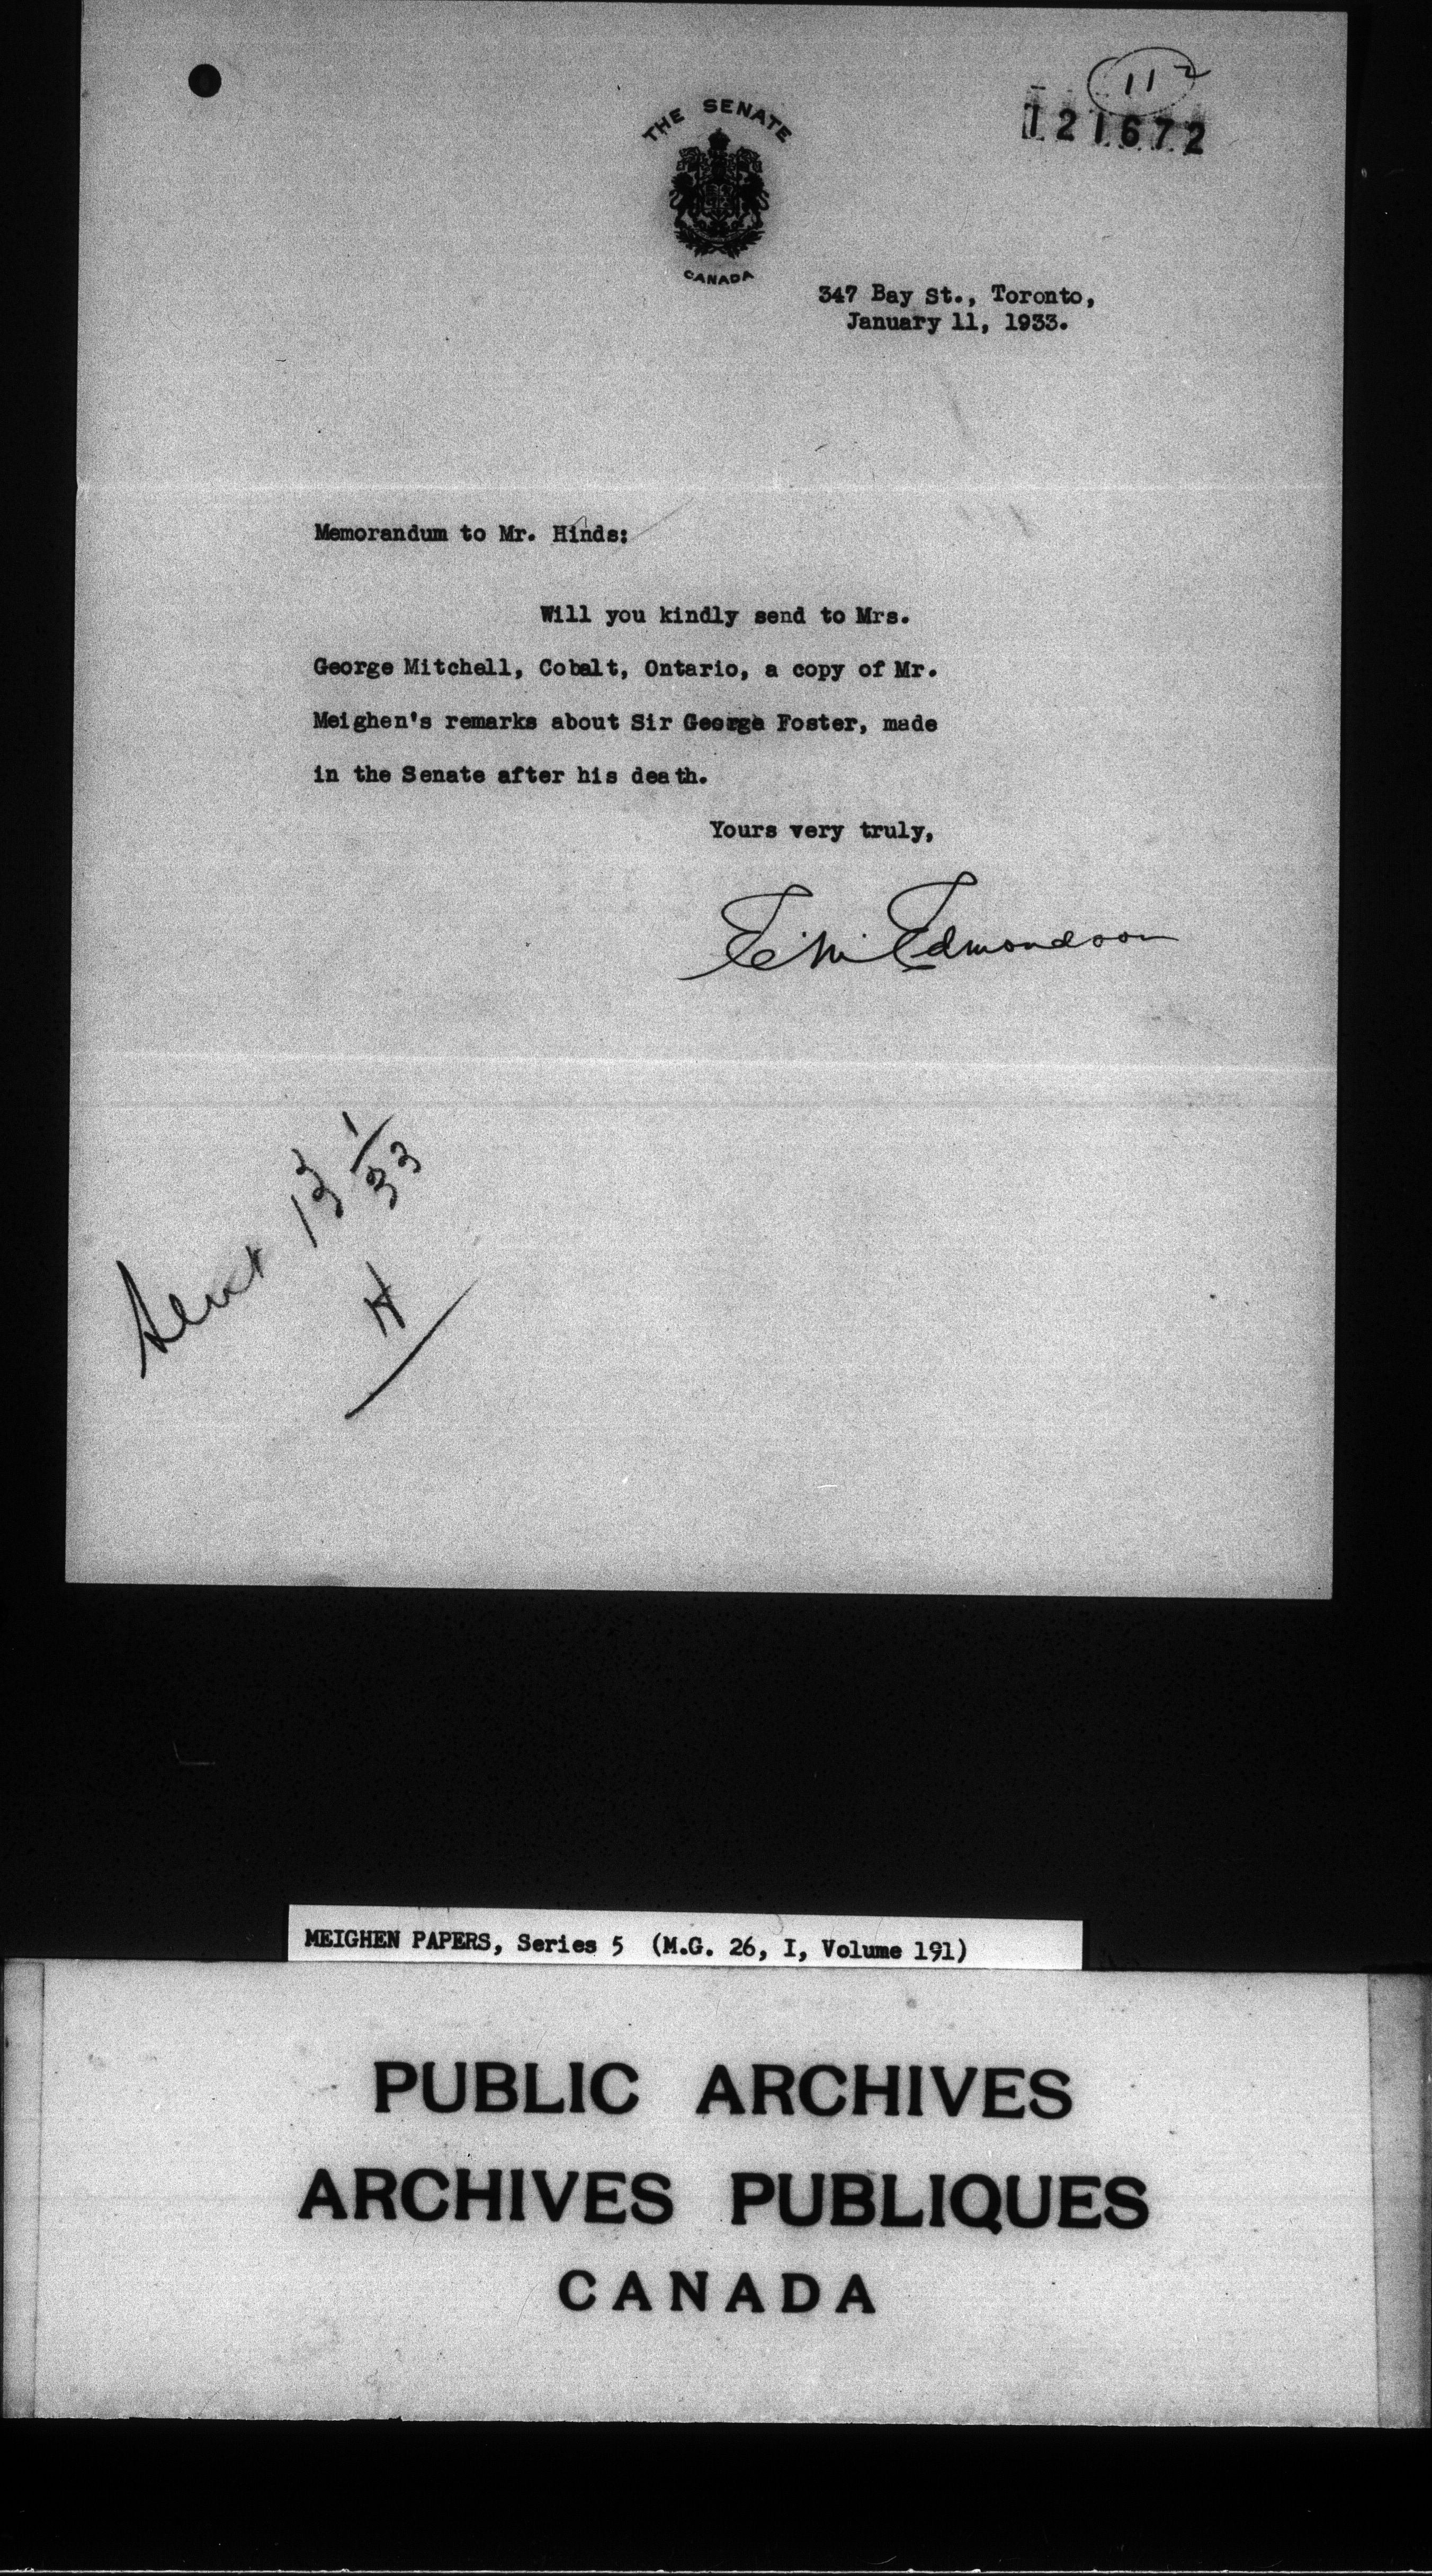 11 2
121672
THE SENATE
CANADA
347 Bay St., Toronto,
January 11, 1933.
Memorandum to Mr. Hinds:
Will you kindly send to Mrs.
George Mitchell, Cobalt, Ontario, a copy of Mr.
Meighen's remarks about Sir George Foster, made
in the Senate after his death.
Yours very truly,
Edmondson
Sent 13 1/33
H
MEIGHEN PAPERS, Series 5 (M.G. 26, I, Volume 191)
PUBLIC ARCHIVES
ARCHIVES PUBLIQUES
CANADA